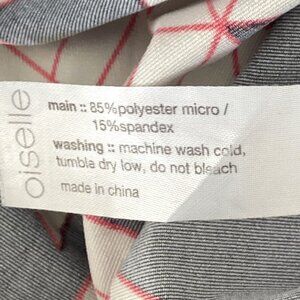 oiselle
main :: 85%polyester micro /
15%spandex
washing :: machine wash cold,
tumble dry low, do not bleach
made in china